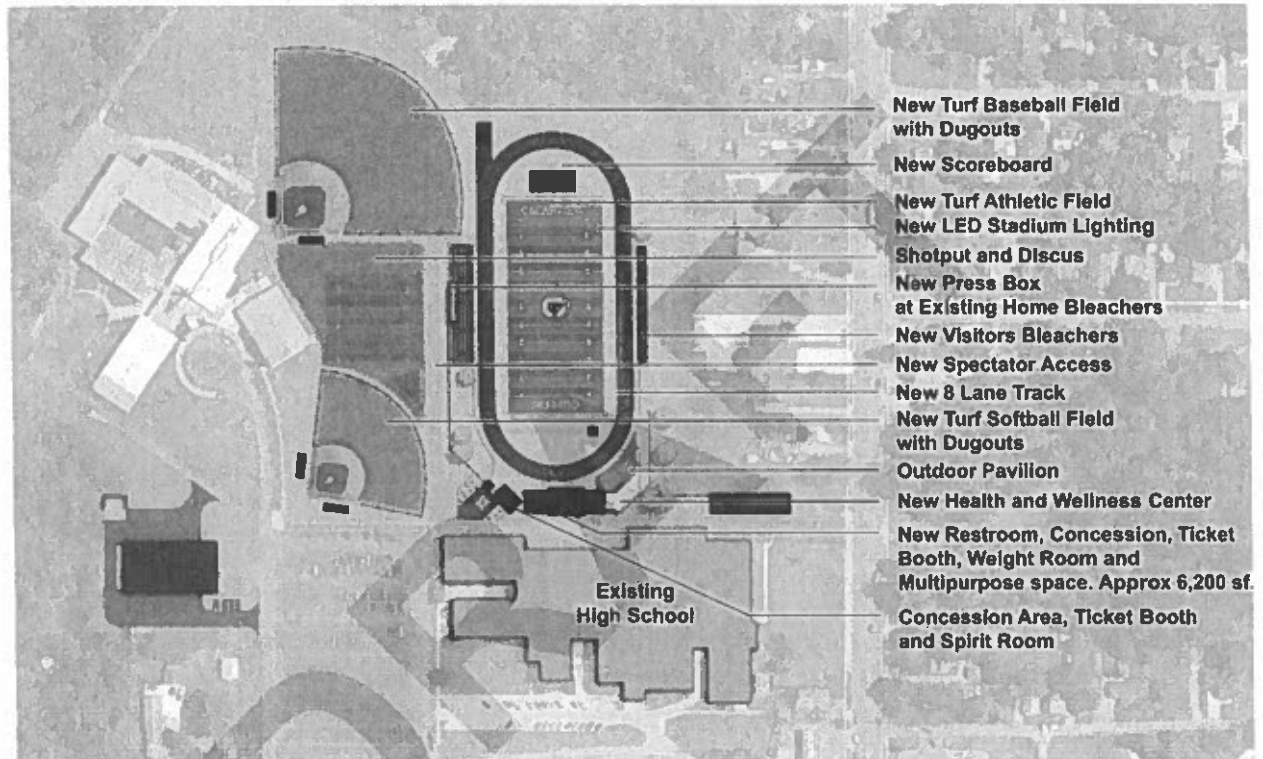 New Turf Baseball Field
with Dugouts
New Scoreboard
New Turf Athletic Field
New LED Stadium Lighting
Shotput and Discus
New Press Box
at Existing Home Bleachers
New Visitors Bleachers
New Spectator Access
New 8 Lane Track
New Turf Softball Field
with Dugouts
Outdoor Pavilion
New Health and Wellness Center
New Restroom, Concession, Ticket
Booth, Weight Room and
Multipurpose space. Approx 6,200 sf.
Concession Area, Ticket Booth
and Spirit Room
Existing
High School